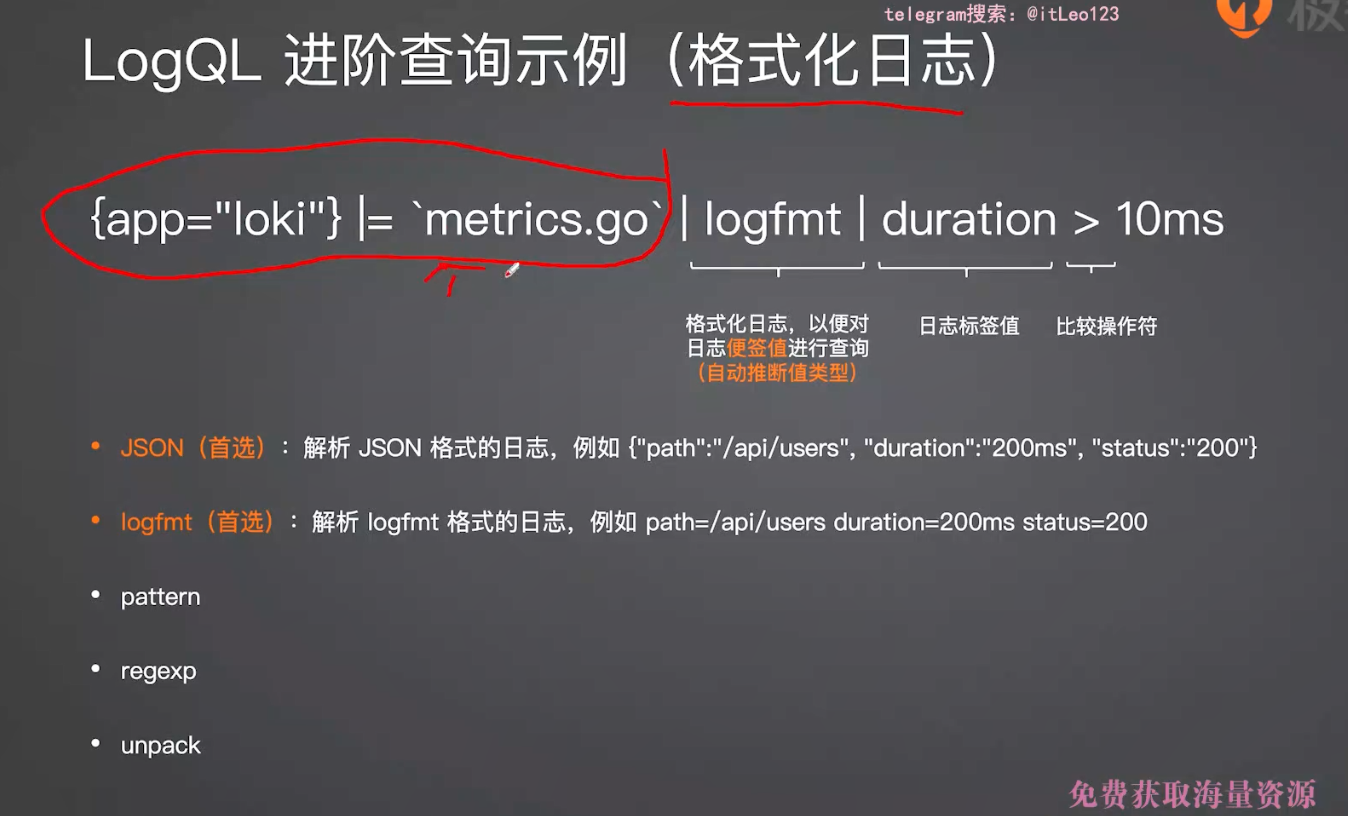 telegram搜索：@itLeo123
LogQL 进阶查询示例（格式化日志）
{app="loki"} |= `metrics.go` | logfmt | duration > 10ms
格式化日志，以便对
日志便签值进行查询
（自动推断值类型）
日志标签值
比较操作符
• JSON（首选）：解析 JSON 格式的日志，例如 {"path":"/api/users", "duration":"200ms", "status":"200"}
• logfmt（首选）：解析 logfmt 格式的日志，例如 path=/api/users duration=200ms status=200
• pattern
• regexp
• unpack
免费获取海量资源